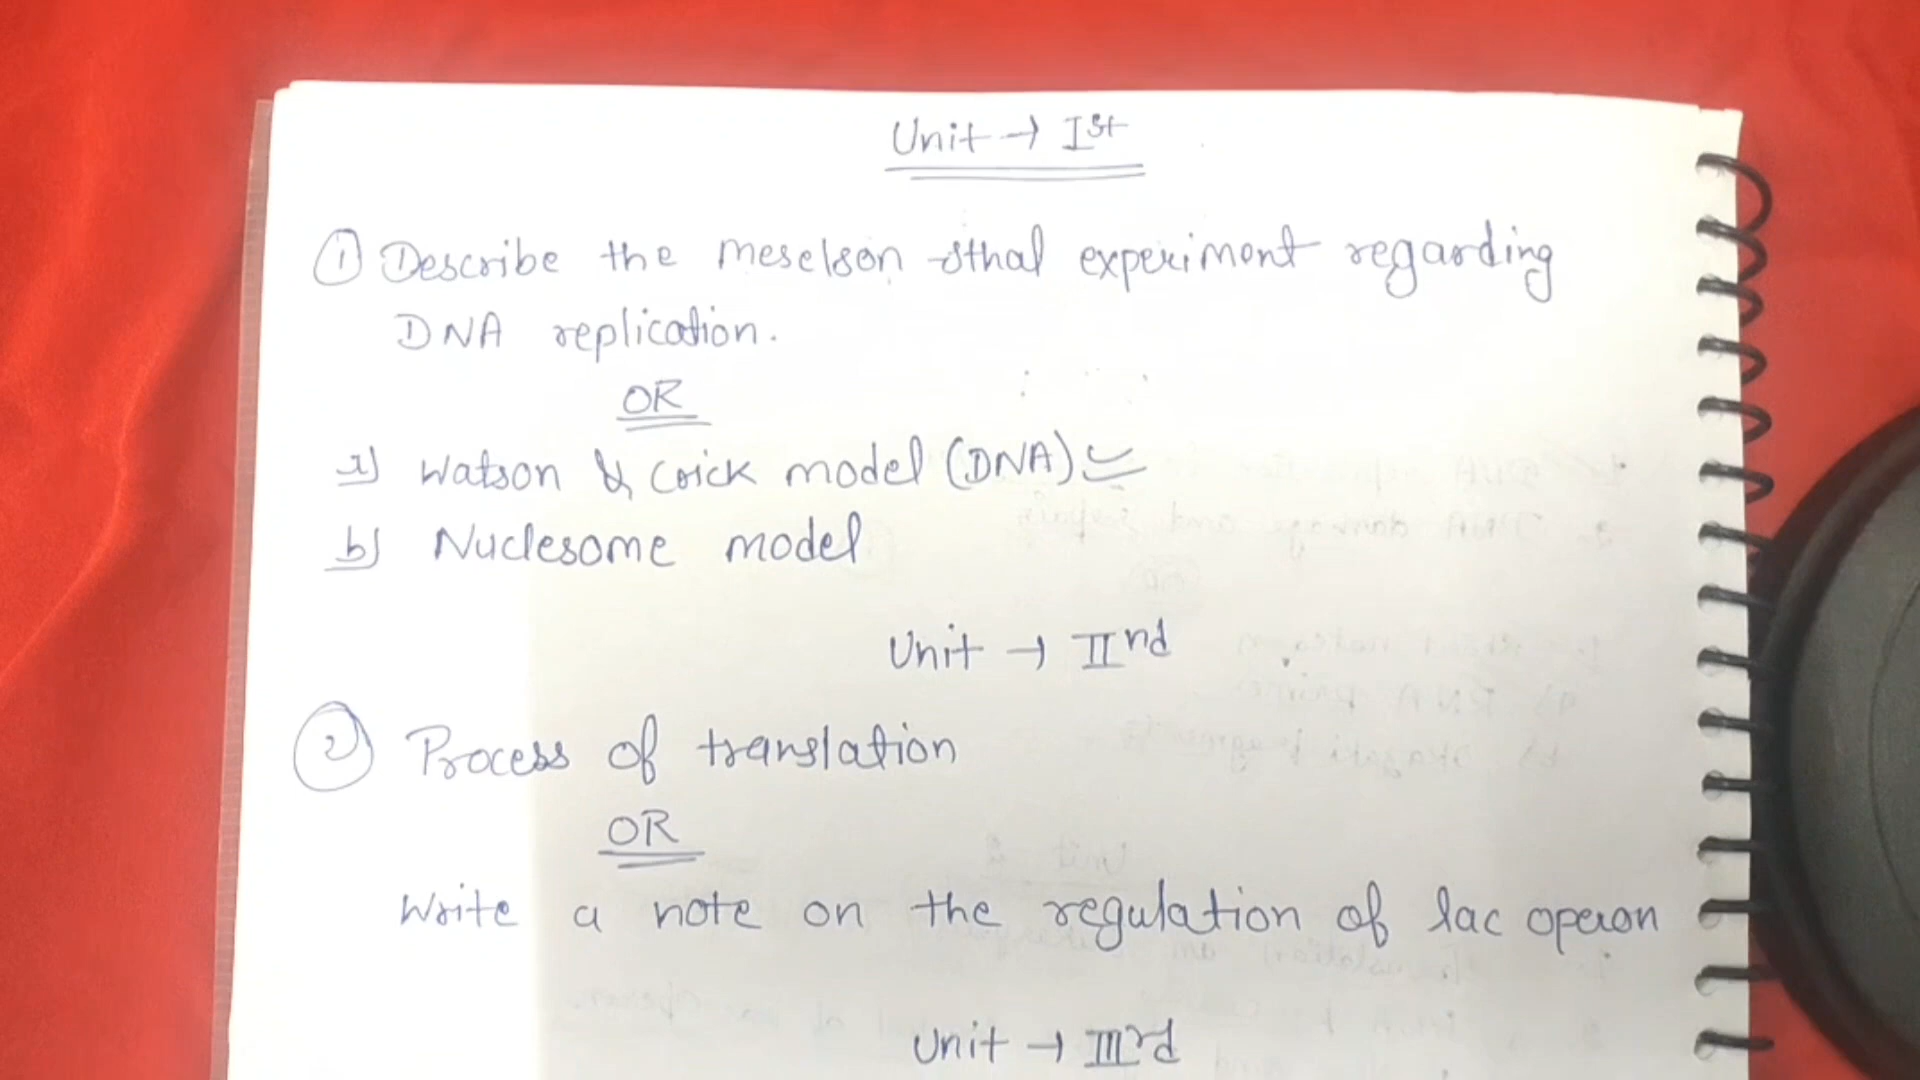 Unit → Ist
① Describe the meselson -sthal experiment regarding
DNA replication.
OR
a) Watson & Crick model (DNA)
b) Nuclesome model
Unit → IInd
② Process of translation
OR
Write a note on the regulation of lac operon
Unit → IIIrd